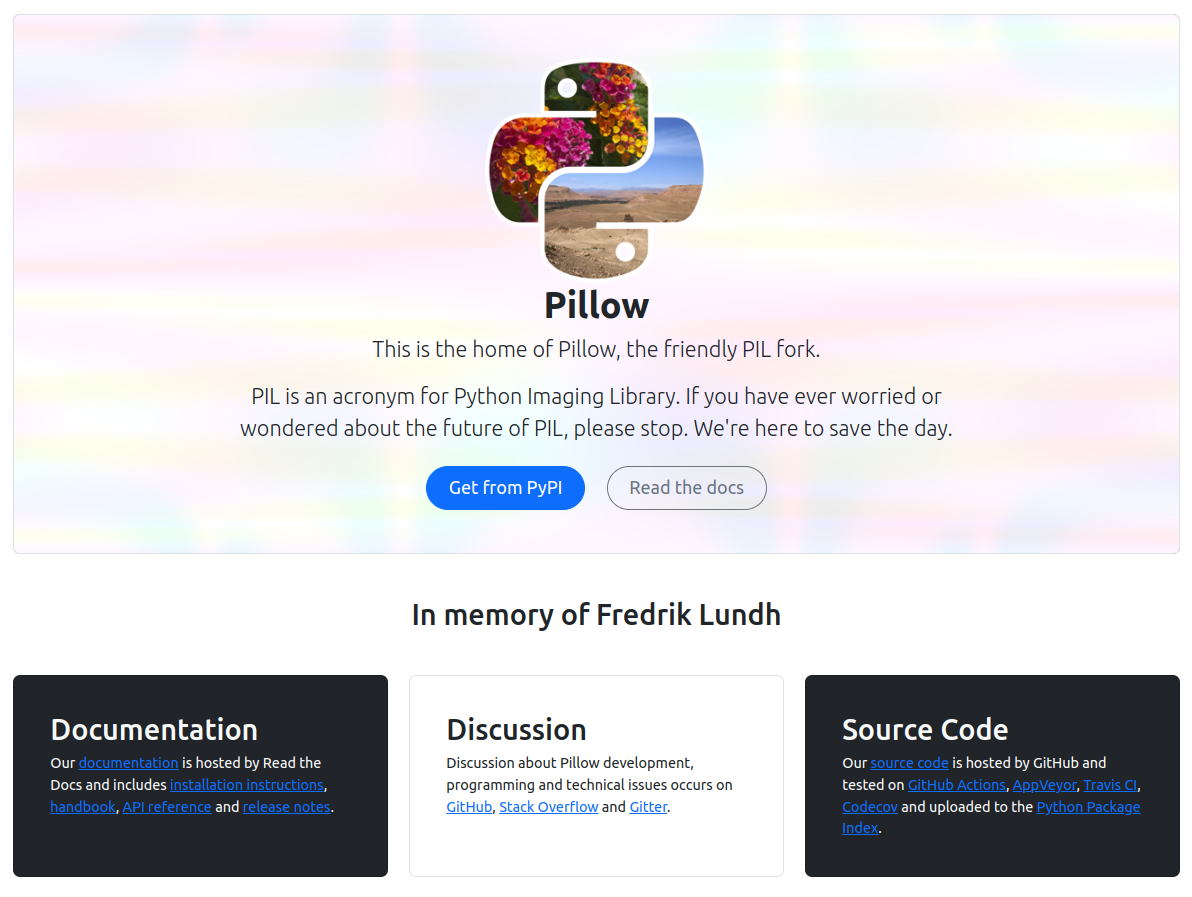 Pillow
This is the home of Pillow, the friendly PIL fork.
PIL is an acronym for Python Imaging Library. If you have ever worried or
wondered about the future of PIL, please stop. We're here to save the day.
Get from PyPI
Read the docs
In memory of Fredrik Lundh
Documentation
Our documentation is hosted by Read the
Docs and includes installation instructions,
handbook, API reference and release notes.
Discussion
Discussion about Pillow development,
programming and technical issues occurs on
GitHub, Stack Overflow and Gitter.
Source Code
Our source code is hosted by GitHub and
tested on GitHub Actions, AppVeyor, Travis CI,
Codecov and uploaded to the Python Package
Index.